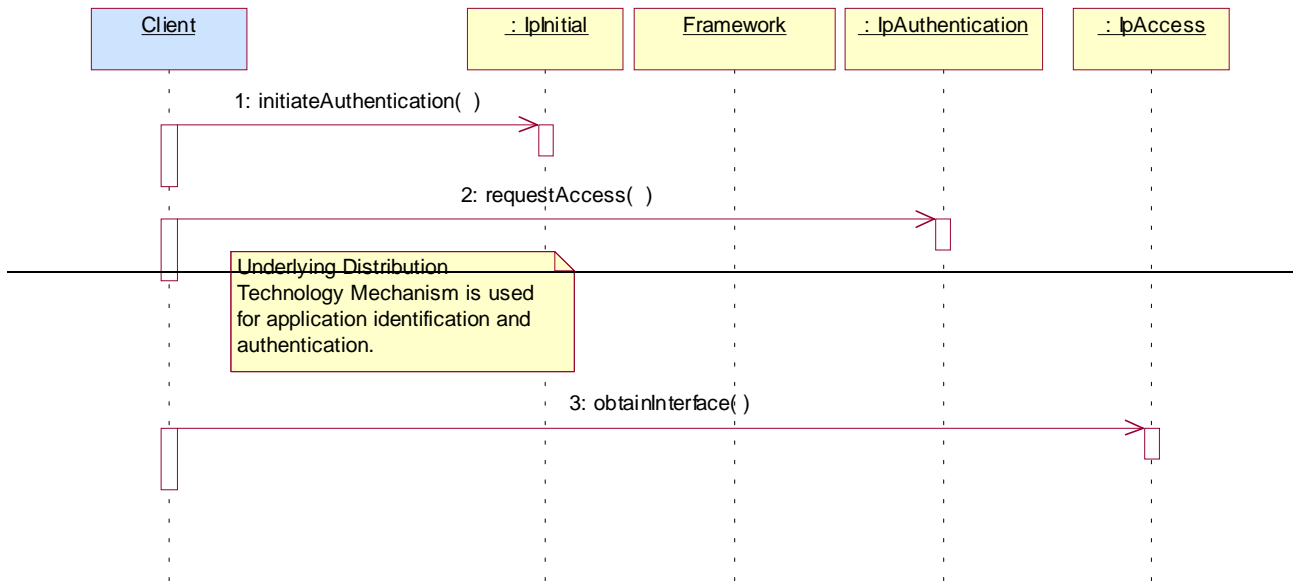 Client
: IpInitial
Framework
: IpAuthentication
: IpAccess
1: initiateAuthentication( )
2: requestAccess( )
Underlying Distribution
Technology Mechanism is used
for application identification and
authentication.
3: obtainInterface( )